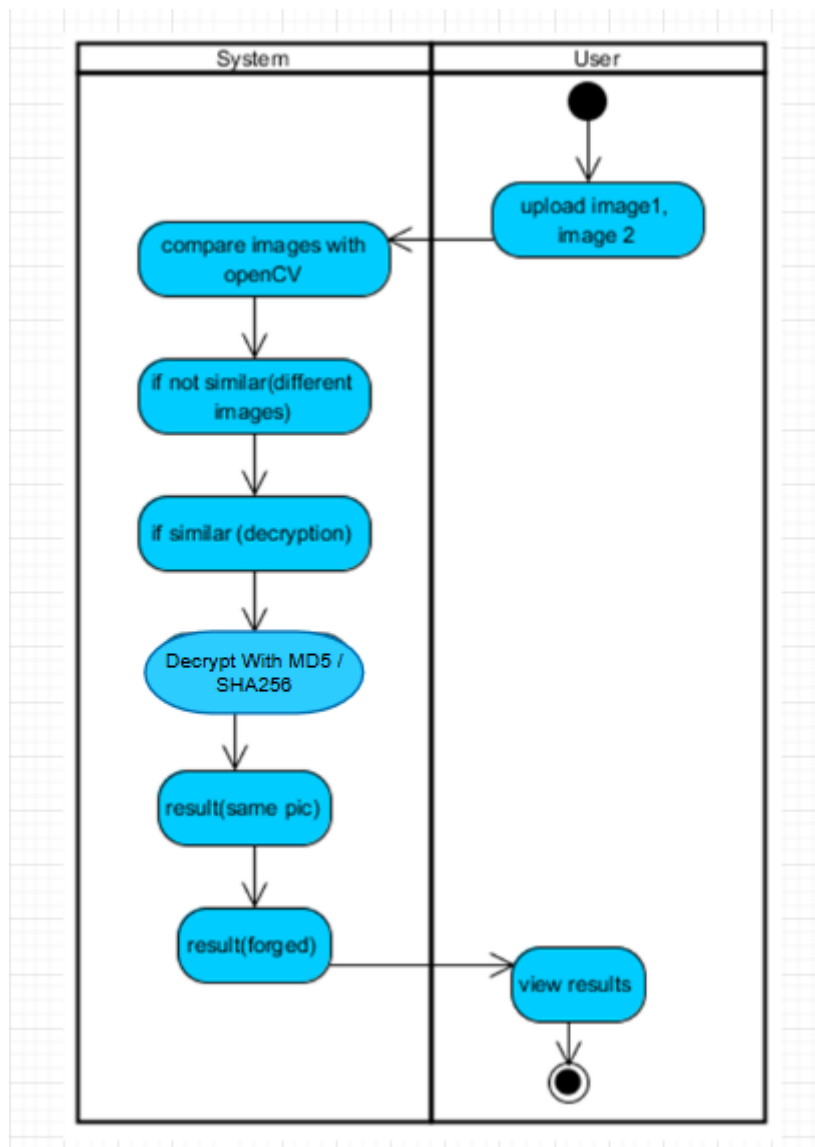 System
User
upload image1,
image 2
compare images with
openCV
if not similar(different
images)
if similar (decryption)
Decrypt With MD5 /
SHA256
result(same pic)
result(forged)
view results